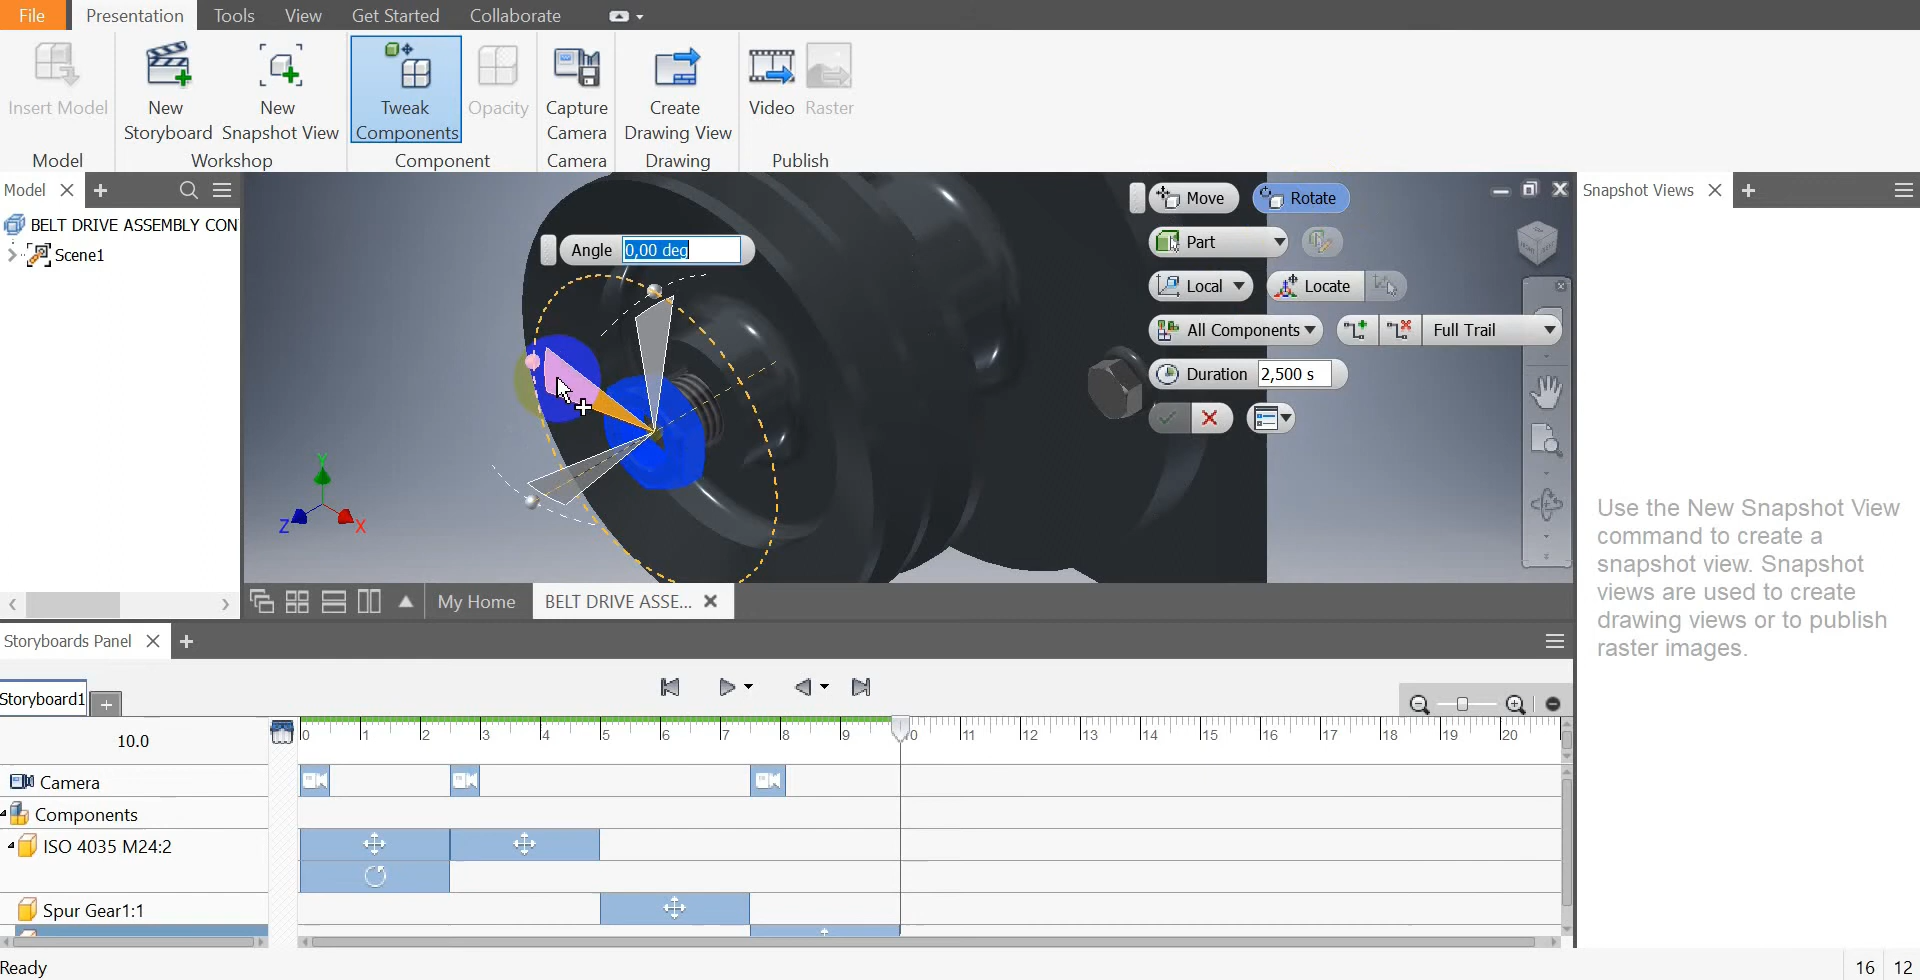 File Presentation Tools View Get Started Collaborate
Insert Model
New Storyboard
New Snapshot View
Tweak Components
Opacity
Capture Camera
Create Drawing View
Video
Raster
Model Workshop Component Camera Drawing Publish
Model
BELT DRIVE ASSEMBLY CON
Scene1
Angle 0,00 deg
Move Rotate
Part
Local Locate
All Components Full Trail
Duration 2,500 s
Y
Z X
My Home BELT DRIVE ASSE...
Snapshot Views
Use the New Snapshot View
command to create a
snapshot view. Snapshot
views are used to create
drawing views or to publish
raster images.
Storyboards Panel
Storyboard1
10.0
0 1 2 3 4 5 6 7 8 9 0 11 12 13 14 15 16 17 18 19 20
Camera
Components
ISO 4035 M24:2
Spur Gear1:1
Ready
16 12